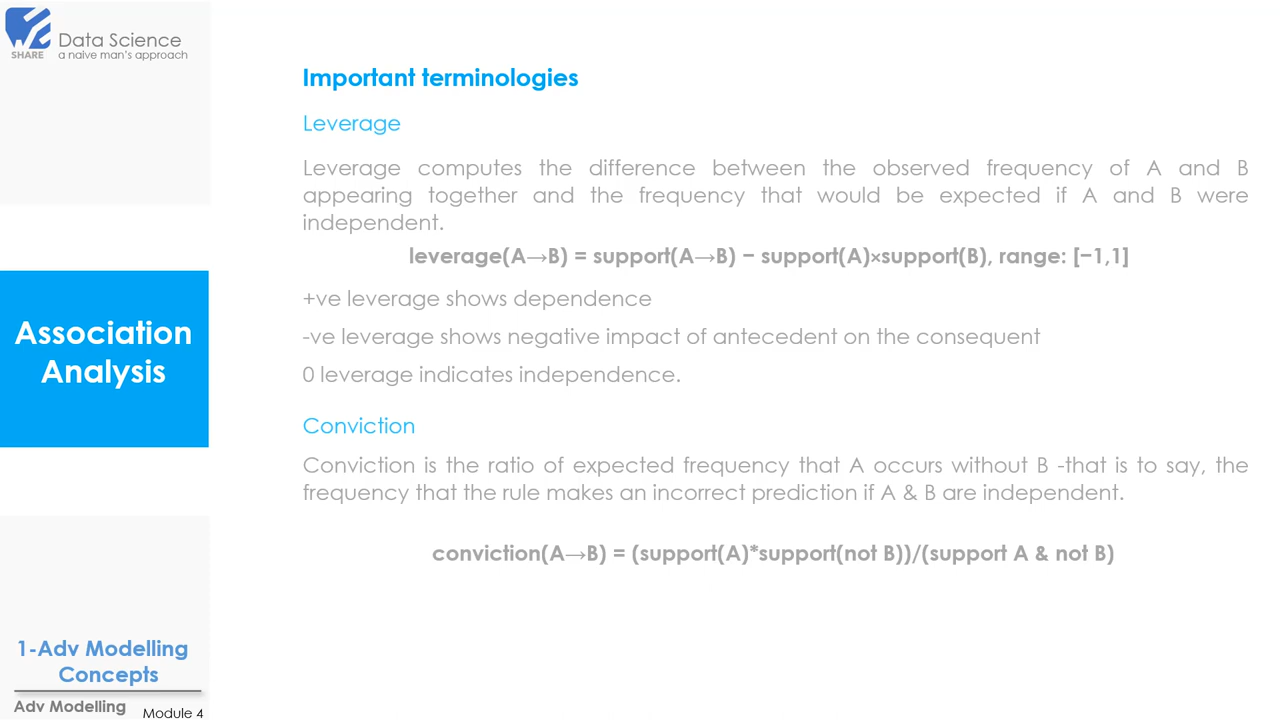 SHARE
Data Science
a naive man's approach
Important terminologies
Leverage
Leverage computes the difference between the observed frequency of A and B
appearing together and the frequency that would be expected if A and B were
independent.
leverage(A→B) = support(A→B) − support(A)×support(B), range: [−1,1]
+ve leverage shows dependence
-ve leverage shows negative impact of antecedent on the consequent
0 leverage indicates independence.
Association
Analysis
Conviction
Conviction is the ratio of expected frequency that A occurs without B -that is to say, the
frequency that the rule makes an incorrect prediction if A & B are independent.
conviction(A→B) = (support(A)*support(not B))/(support A & not B)
1-Adv Modelling
Concepts
Adv Modelling
Module 4